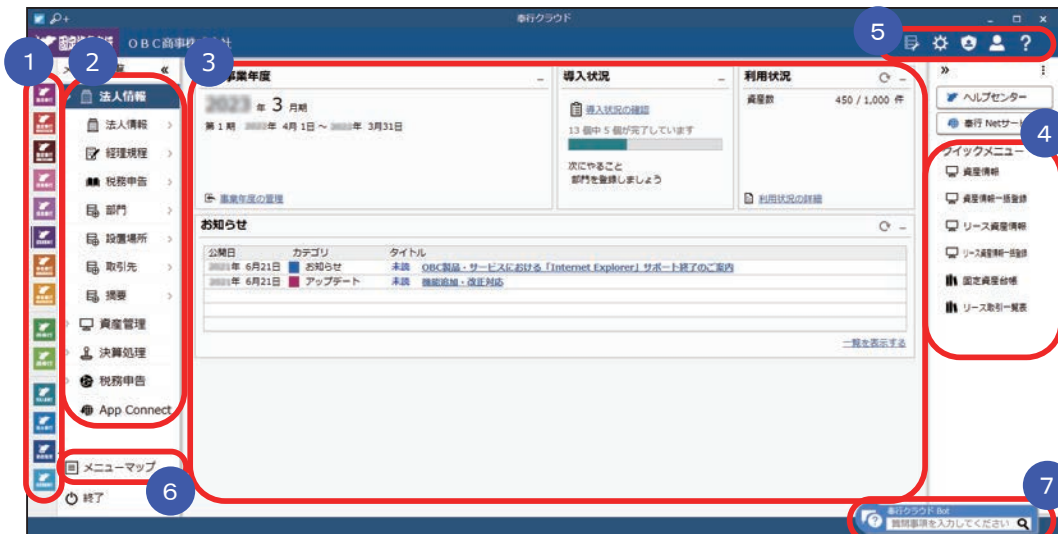 奉行クラウド
OBC商事株式会社
5
1
2
3
法人情報
法人情報
経理規程
税務申告
部門
設置場所
取引先
摘要
資産管理
決算処理
税務申告
App Connect
メニューマップ
6
終了
事業年度
年 3 月期
第1期 年 4月 1日～ 年 3月31日
事業年度の管理
導入状況
導入状況の確認
13 個中 5 個が完了しています
次にやること
部門を登録しましょう
利用状況
資産数 450 / 1,000 件
利用状況の詳細
お知らせ
公開日 カテゴリ タイトル
年 6月21日 お知らせ 未読 OBC製品・サービスにおける「Internet Explorer」サポート終了のご案内
年 6月21日 アップデート 未読 機能追加・改正対応
一覧を表示する
ヘルプセンター
奉行 Netサー
4
クイックメニュー
資産情報
資産情報一括登録
リース資産情報
リース資産情報一括登録
固定資産台帳
リース取引一覧表
7
奉行クラウド Bot
質問事項を入力してください